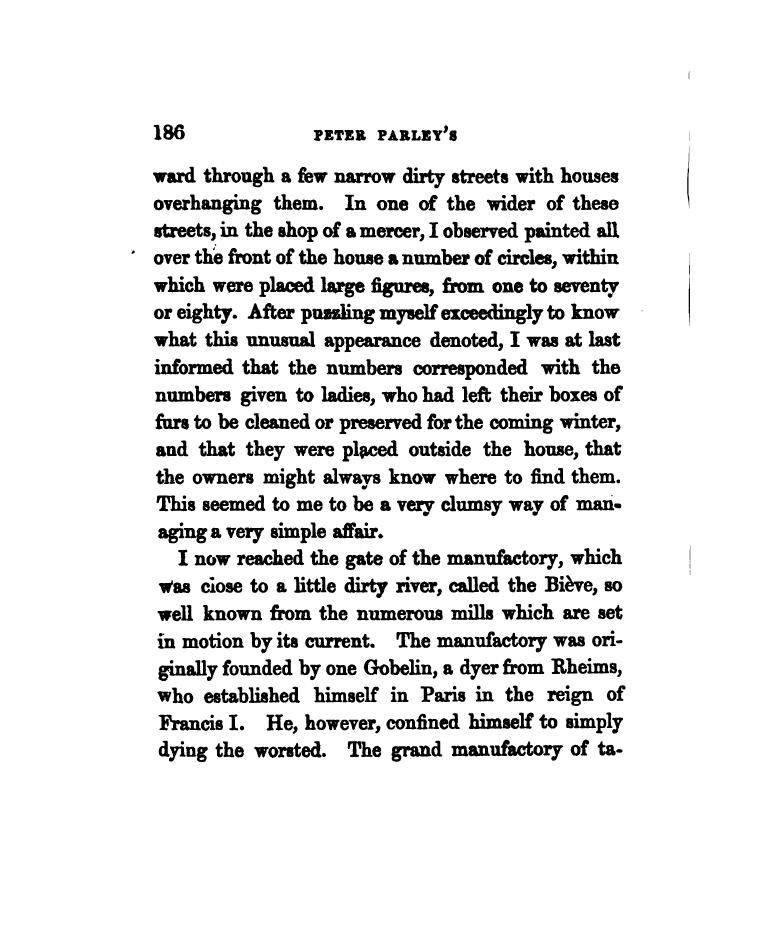 186 PETER PARLEY'S
ward through a few narrow dirty streets with houses
overhanging them. In one of the wider of these
streets, in the shop of a mercer, I observed painted all
over the front of the house a number of circles, within
which were placed large figures, from one to seventy
or eighty. After puzzling myself exceedingly to know
what this unusual appearance denoted, I was at last
informed that the numbers corresponded with the
numbers given to ladies, who had left their boxes of
furs to be cleaned or preserved for the coming winter,
and that they were placed outside the house, that
the owners might always know where to find them.
This seemed to me to be a very clumsy way of man-
aging a very simple affair.
I now reached the gate of the manufactory, which
was close to a little dirty river, called the Bième, so
well known from the numerous mills which are set
in motion by its current. The manufactory was ori-
ginally founded by one Gobelin, a dyer from Rheims,
who established himself in Paris in the reign of
Francis I. He, however, confined himself to simply
dying the worsted. The grand manufactory of ta-